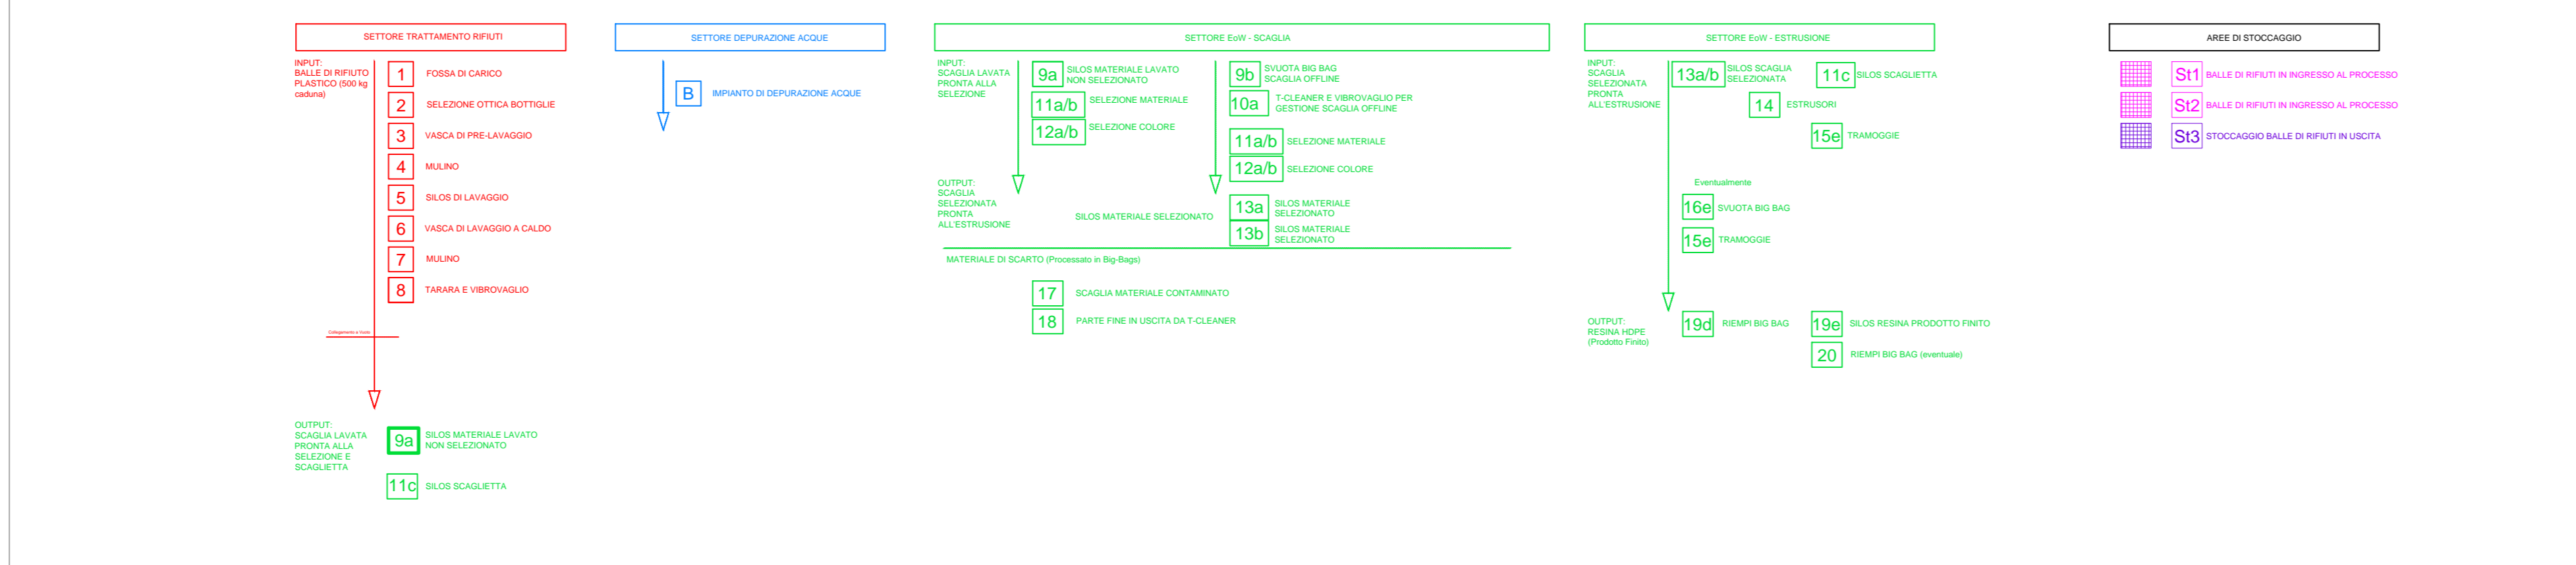 SETTORE TRATTAMENTO RIFIUTI
INPUT:
BALLE DI RIFIUTO
PLASTICO (500 kg
caduna)
1 FOSSA DI CARICO
2 SELEZIONE OTTICA BOTTIGLIE
3 VASCA DI PRE-LAVAGGIO
4 MULINO
5 SILOS DI LAVAGGIO
6 VASCA DI LAVAGGIO A CALDO
7 MULINO
8 TARARA E VIBROVAGLIO
Collegamento a Vuoto
OUTPUT:
SCAGLIA LAVATA
PRONTA ALLA
SELEZIONE E
SCAGLIETTA
9a SILOS MATERIALE LAVATO
NON SELEZIONATO
11c SILOS SCAGLIETTA
SETTORE DEPURAZIONE ACQUE
B IMPIANTO DI DEPURAZIONE ACQUE
SETTORE EoW - SCAGLIA
INPUT:
SCAGLIA LAVATA
PRONTA ALLA
SELEZIONE
9a SILOS MATERIALE LAVATO
NON SELEZIONATO
11a/b SELEZIONE MATERIALE
12a/b SELEZIONE COLORE
OUTPUT:
SCAGLIA
SELEZIONATA
PRONTA
ALL'ESTRUSIONE
9b SVUOTA BIG BAG
SCAGLIA OFFLINE
10a T-CLEANER E VIBROVAGLIO PER
GESTIONE SCAGLIA OFFLINE
11a/b SELEZIONE MATERIALE
12a/b SELEZIONE COLORE
SILOS MATERIALE SELEZIONATO
13a SILOS MATERIALE
SELEZIONATO
13b SILOS MATERIALE
SELEZIONATO
MATERIALE DI SCARTO (Processato in Big-Bags)
17 SCAGLIA MATERIALE CONTAMINATO
18 PARTE FINE IN USCITA DA T-CLEANER
SETTORE EoW - ESTRUSIONE
INPUT:
SCAGLIA
SELEZIONATA
PRONTA
ALL'ESTRUSIONE
13a/b SILOS SCAGLIA
SELEZIONATA
11c SILOS SCAGLIETTA
14 ESTRUSORI
15e TRAMOGGIE
Eventualmente
16e SVUOTA BIG BAG
15e TRAMOGGIE
OUTPUT:
RESINA HDPE
(Prodotto Finito)
19d RIEMPI BIG BAG
19e SILOS RESINA PRODOTTO FINITO
20 RIEMPI BIG BAG (eventuale)
AREE DI STOCCAGGIO
St1 BALLE DI RIFIUTI IN INGRESSO AL PROCESSO
St2 BALLE DI RIFIUTI IN INGRESSO AL PROCESSO
St3 STOCCAGGIO BALLE DI RIFIUTI IN USCITA